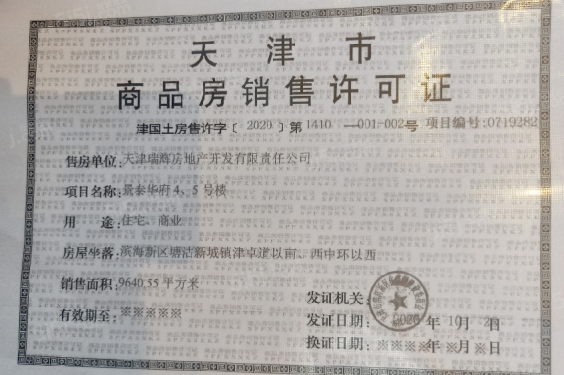 天津市
商品房销售许可证
津国土房售许字〔2020〕第1410—001-002号 项目编号:0719282
售房单位:天津瑞辉房地产开发有限责任公司
项目名称:景泰华府4、5号楼
用途:住宅、商业
房屋坐落:滨海新区塘沽新城镇津卓道以南、西中环以西
销售面积:9640.55平方米
有效期至:※※※※※
发证机关:
发证日期:2020年10月2日
换证日期:※※※※年※月※日